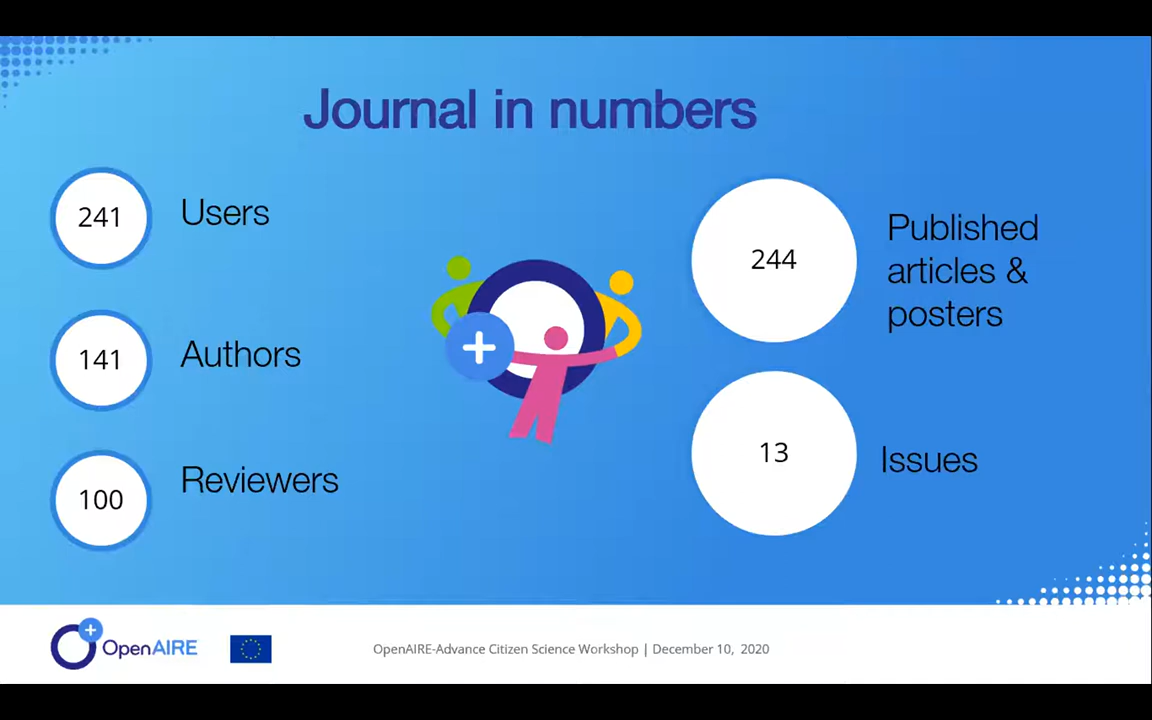 Journal in numbers
241
Users
141
Authors
100
Reviewers
244
Published
articles &
posters
13
Issues
OpenAIRE
OpenAIRE-Advance Citizen Science Workshop | December 10, 2020